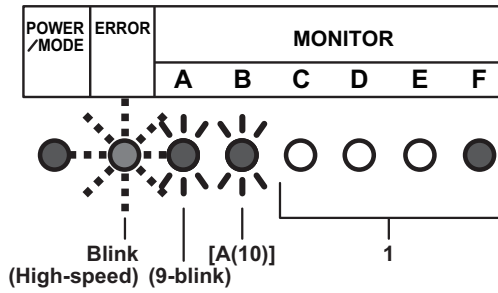 POWER
/MODE
ERROR
MONITOR
A B C D E F
Blink
(High-speed)
(9-blink)
[A(10)]
1